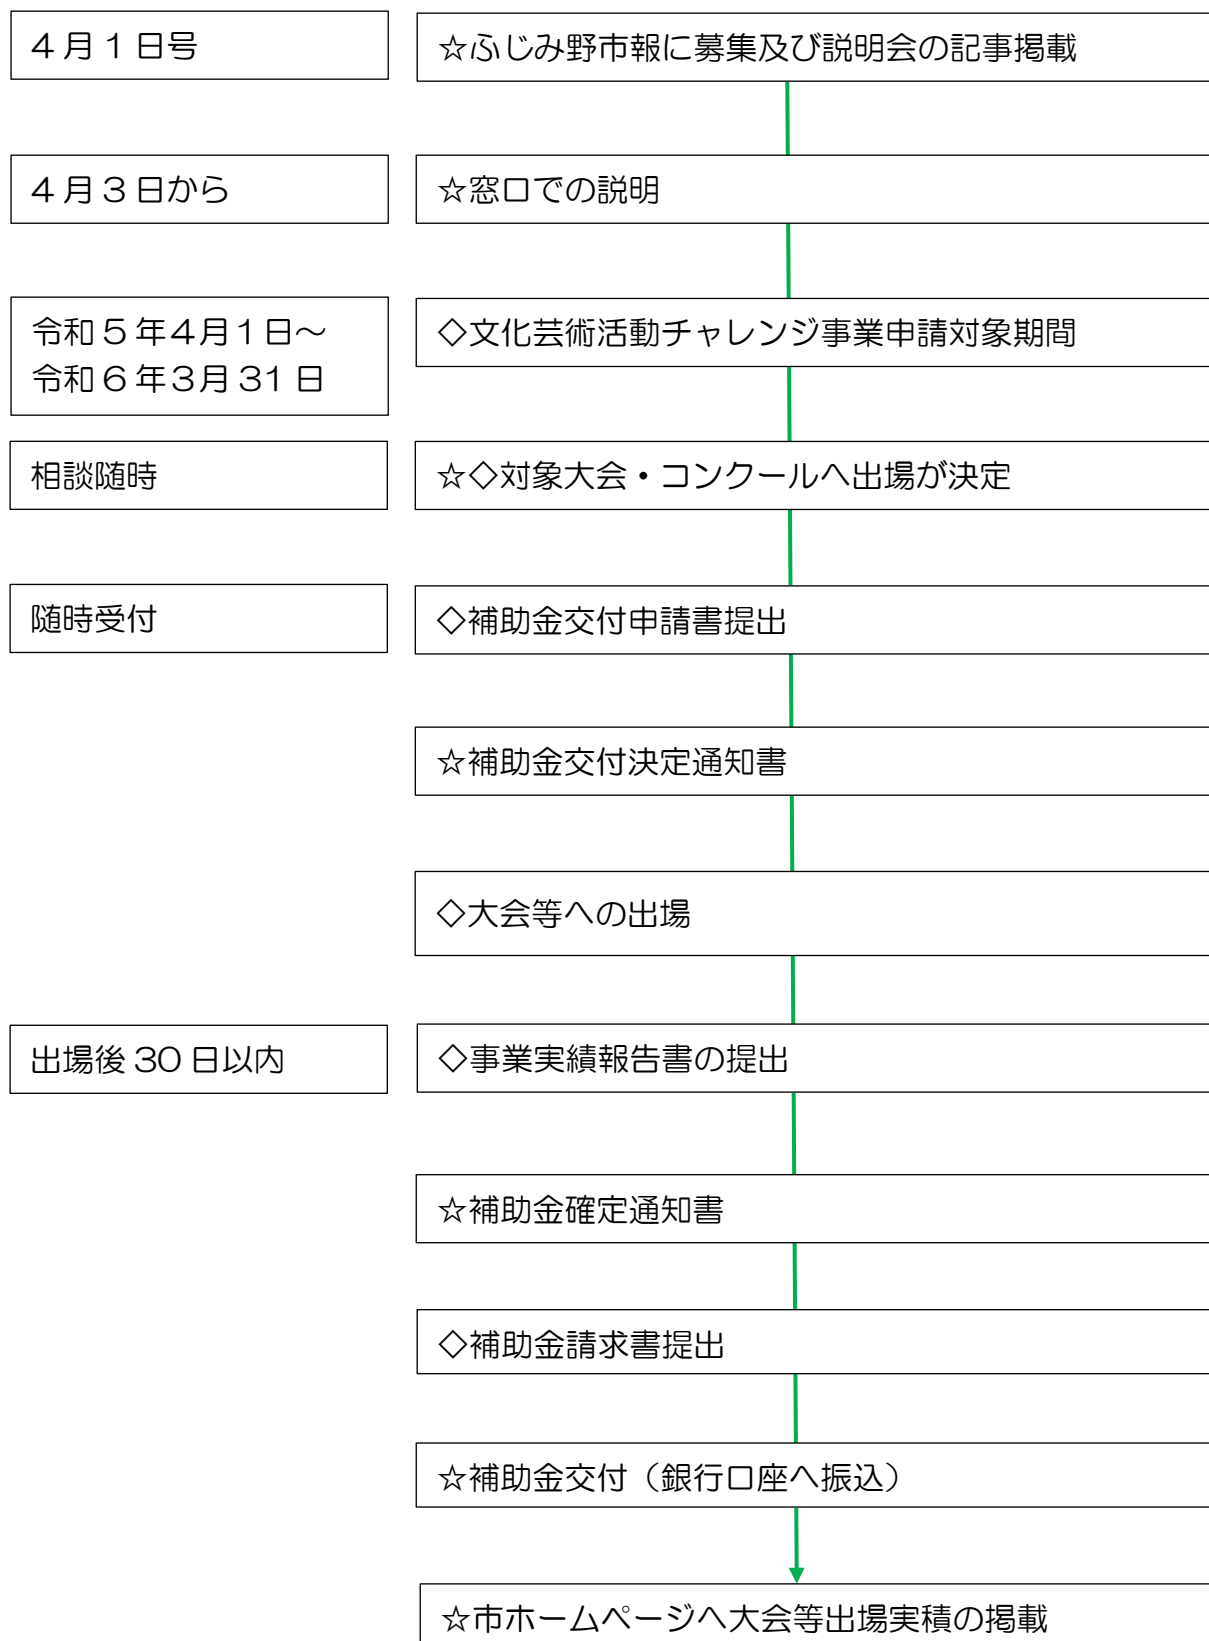 4月1日号
☆ふじみ野市報に募集及び説明会の記事掲載
4月3日から
☆窓口での説明
令和5年4月1日～
令和6年3月31日
◇文化芸術活動チャレンジ事業申請対象期間
相談随時
☆◇対象大会・コンクールへ出場が決定
随時受付
◇補助金交付申請書提出
☆補助金交付決定通知書
◇大会等への出場
出場後30日以内
◇事業実績報告書の提出
☆補助金確定通知書
◇補助金請求書提出
☆補助金交付（銀行口座へ振込）
☆市ホームページへ大会等出場実績の掲載